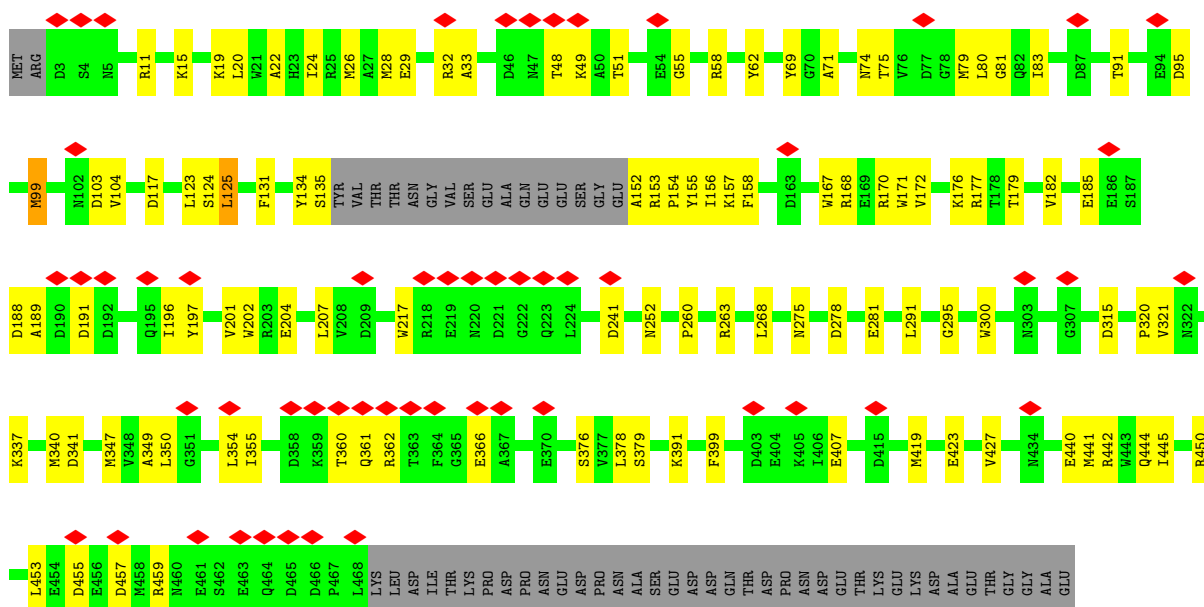 MET ARG D3 S4 N5 R11 K15 K19 L20 W21 A22 H23 I24 R25 M26 A27 M28 E29 R32 A33 D46 N47 T48 K49 A50 T51 E54 G55 R58 Y62 Y69 G70 A71 N74 T75 V76 D77 G78 M79 L80 G81 Q82 I83 D87 T91 E94 D95
M99 N102 D103 V104 D117 L123 S124 L125 F131 Y134 S135 TYR VAL THR THR ASN GLY VAL SER GLU ALA GLN GLU GLU SER GLY GLU A152 R153 P154 Y155 I156 K157 F158 D163 W167 R168 E169 R170 W171 V172 K176 R177 T178 T179 V182 E185 E186 S187
D188 A189 D190 D191 D192 Q195 I196 Y197 V201 W202 R203 E204 L207 V208 D209 W217 R218 E219 N220 D221 G222 Q223 L224 D241 N252 P260 R263 L268 N275 D278 E281 L291 G295 W300 N303 G307 D315 P320 V321 N322
K337 M340 D341 M347 V348 A349 L350 G351 L354 I355 D358 K359 T360 Q361 R362 T363 F364 G365 E366 A367 E370 S376 V377 L378 S379 K391 F399 D403 E404 K405 I406 E407 D415 M419 E423 V427 N434 E440 M441 R442 W443 Q444 I445 R450
L453 E454 D455 E456 D457 M458 R459 N460 E461 S462 E463 Q464 D465 D466 P467 L468 LYS LEU ASP ILE THR LYS PRO ASP PRO ASN GLU ASP PRO ASN ALA SER GLU ASP ASP GLN THR ASP PRO ASN ASP GLU THR LYS GLU LYS ASP ALA GLU THR GLY GLY ALA GLU